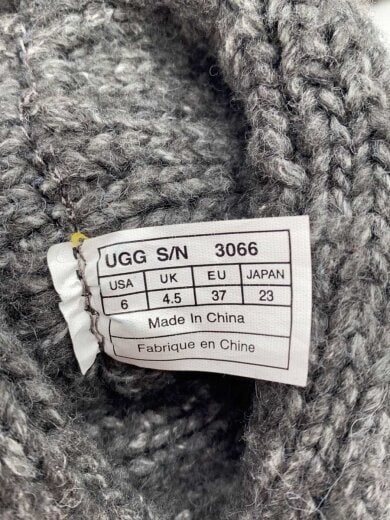 UGG S/N 3066
USA UK EU JAPAN
6 4.5 37 23
Made In China
Fabrique en Chine